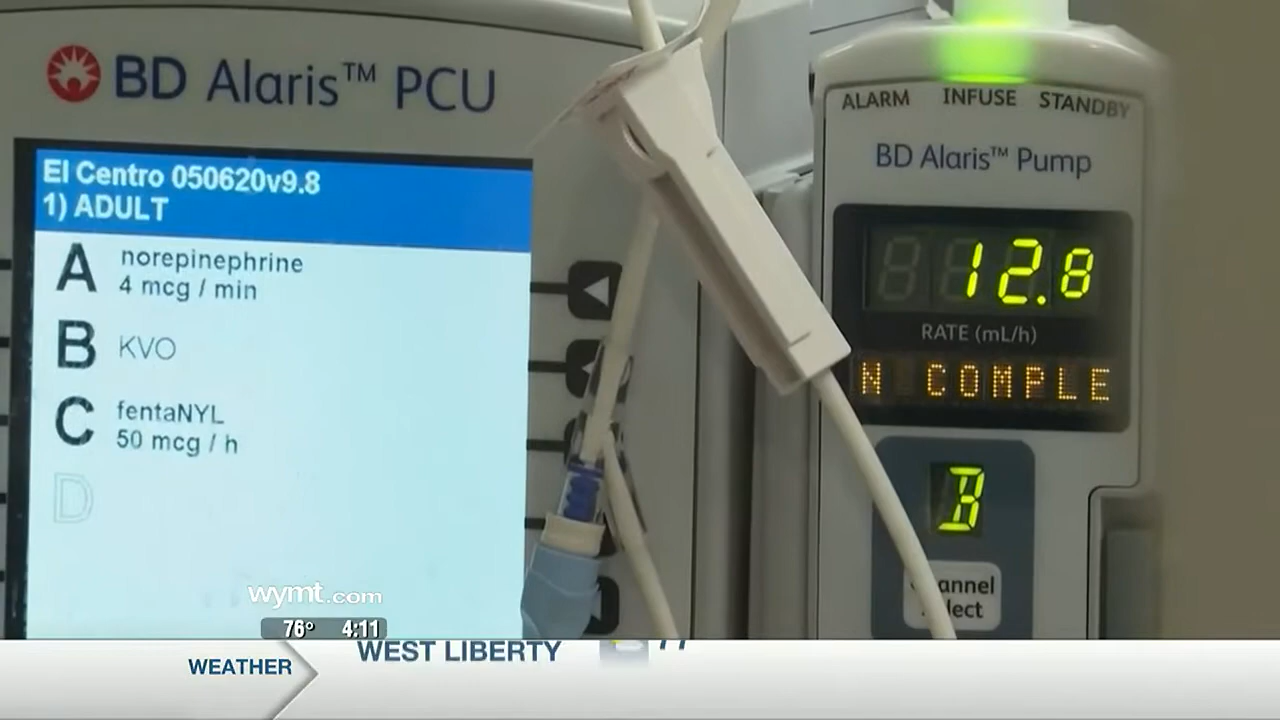 BD Alaris™ PCU
El Centro 050620v9.8
1) ADULT
A norepinephrine
4 mcg / min
B KVO
C fentaNYL
50 mcg / h
D
ALARM INFUSE STANDBY
BD Alaris™ Pump
12.8
RATE (mL/h)
N COMPLE
B
annel
lect
wymt.com
76° 4:11
WEATHER
WEST LIBERTY